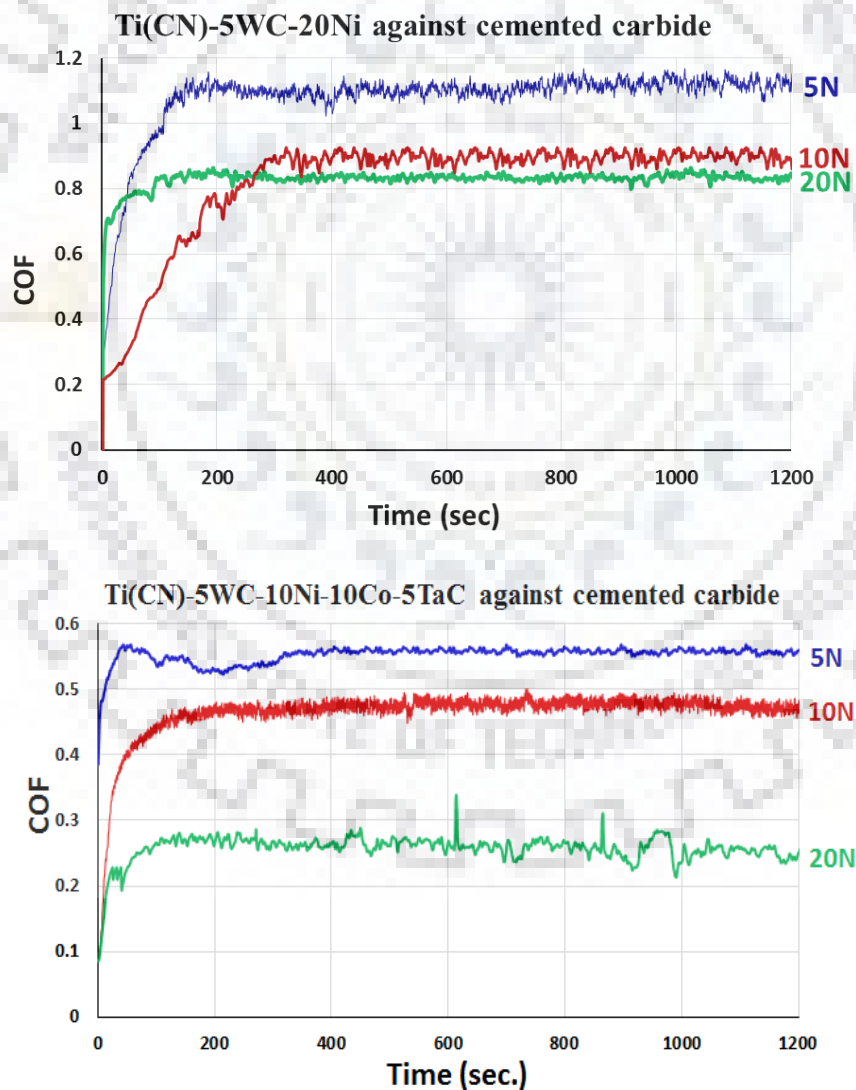 Ti(CN)-5WC-20Ni against cemented carbide
1.2
1
0.8
0.6
0.4
0.2
0
COF
5N
10N
20N
0 200 400 600 800 1000 1200
Time (sec)
Ti(CN)-5WC-10Ni-10Co-5TaC against cemented carbide
0.6
0.5
0.4
0.3
0.2
0.1
0
COF
5N
10N
20N
0 200 400 600 800 1000 1200
Time (sec.)